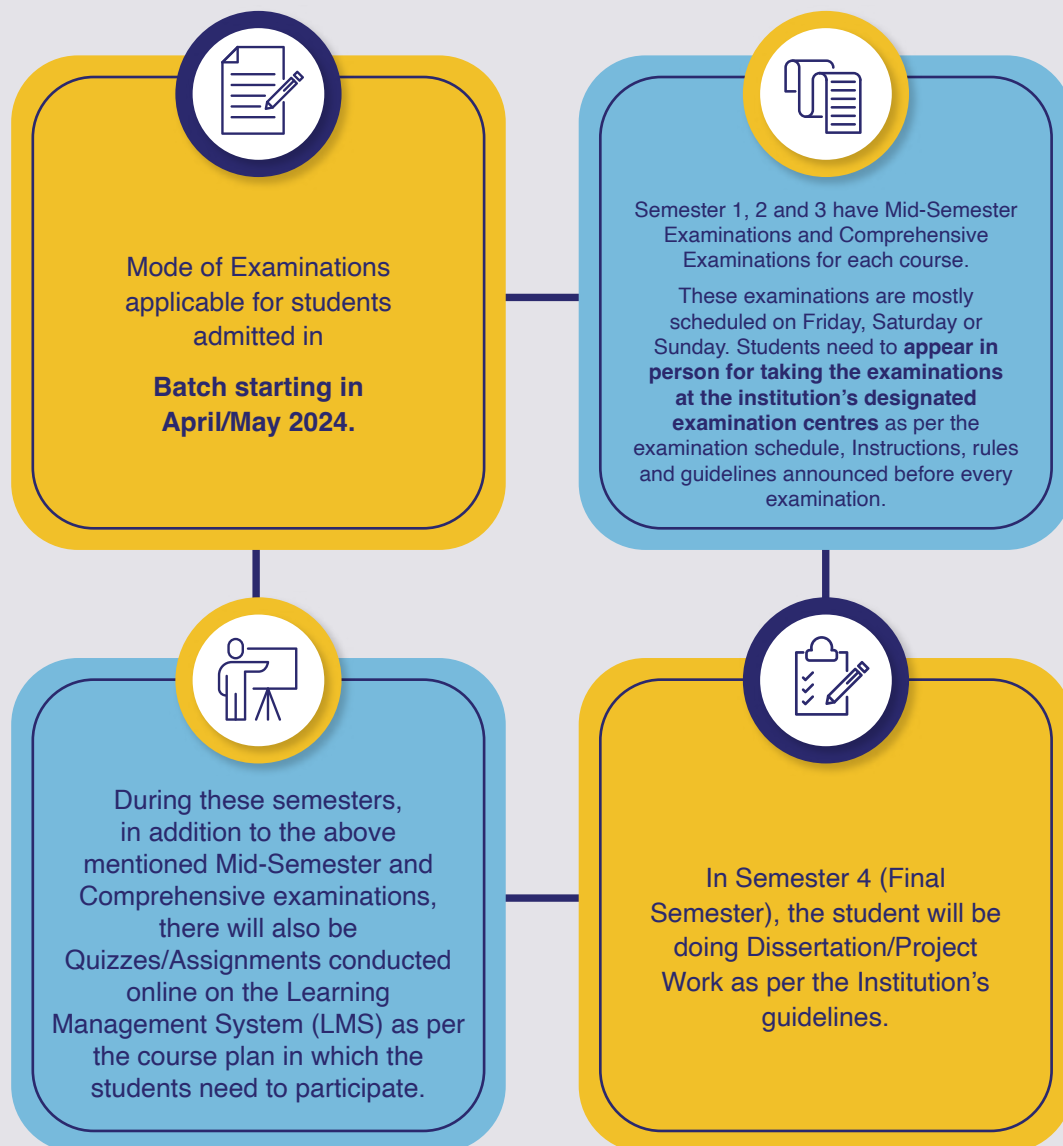 Mode of Examinations
applicable for students
admitted in
Batch starting in
April/May 2024.
Semester 1, 2 and 3 have Mid-Semester
Examinations and Comprehensive
Examinations for each course.
These examinations are mostly
scheduled on Friday, Saturday or
Sunday. Students need to appear in
person for taking the examinations
at the institution’s designated
examination centres as per the
examination schedule, Instructions, rules
and guidelines announced before every
examination.
During these semesters,
in addition to the above
mentioned Mid-Semester and
Comprehensive examinations,
there will also be
Quizzes/Assignments conducted
online on the Learning
Management System (LMS) as per
the course plan in which the
students need to participate.
In Semester 4 (Final
Semester), the student will be
doing Dissertation/Project
Work as per the Institution’s
guidelines.